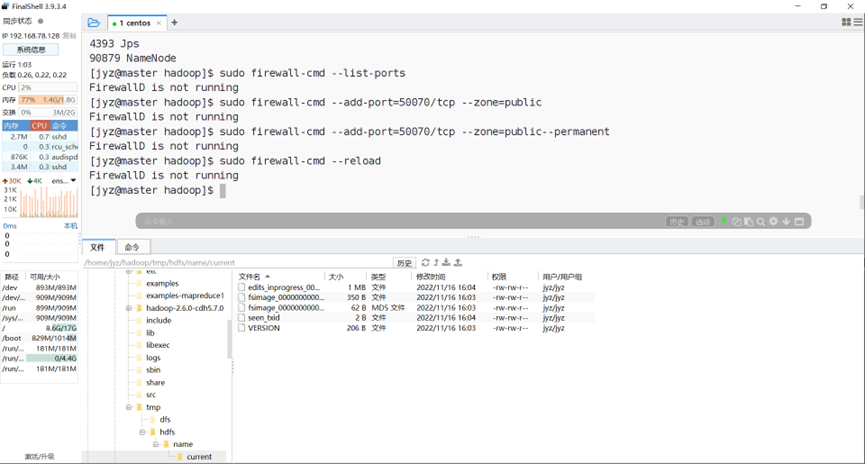 FinalShell 3.9.3.4
同步状态
IP 192.168.78.128 复制
系统信息
运行 1:03
负载 0.26, 0.22, 0.22
CPU 2%
内存 77% 1.4G/1.8G
交换 0% 3M/2G
内存 CPU 命令
2.7M 0.7 sshd
0 0.3 rcu_sche
876K 0.3 audispd
3.4M 0.3 sshd
30K 4K ens...
31K
21K
10K
0ms 本机
0
0
0
路径 可用/大小
/dev 893M/893M
/dev/... 909M/909M
/run 899M/909M
/sys/... 909M/909M
/ 8.6G/17G
/boot 829M/1014M
/run/... 181M/181M
/run/... 0/4.4G
/run/... 181M/181M
激活/升级
1 centos × +
4393 Jps
90879 NameNode
[jyz@master hadoop]$ sudo firewall-cmd --list-ports
FirewallD is not running
[jyz@master hadoop]$ sudo firewall-cmd --add-port=50070/tcp --zone=public
FirewallD is not running
[jyz@master hadoop]$ sudo firewall-cmd --add-port=50070/tcp --zone=public--permanent
FirewallD is not running
[jyz@master hadoop]$ sudo firewall-cmd --reload
FirewallD is not running
[jyz@master hadoop]$
命令输入 历史 选项
文件 命令
/home/jyz/hadoop/tmp/hdfs/name/current 历史
etc
examples
examples-mapreduce1
hadoop-2.6.0-cdh5.7.0
include
lib
libexec
logs
sbin
share
src
tmp
dfs
hdfs
name
current
文件名 大小 类型 修改时间 权限 用户/用户组
edits_inprogress_00... 1 MB 文件 2022/11/16 16:04 -rw-rw-r-- jyz/jyz
fsimage_0000000000... 350 B 文件 2022/11/16 16:03 -rw-rw-r-- jyz/jyz
fsimage_0000000000... 62 B MD5 文件 2022/11/16 16:03 -rw-rw-r-- jyz/jyz
seen_txid 2 B 文件 2022/11/16 16:04 -rw-rw-r-- jyz/jyz
VERSION 206 B 文件 2022/11/16 16:03 -rw-rw-r-- jyz/jyz